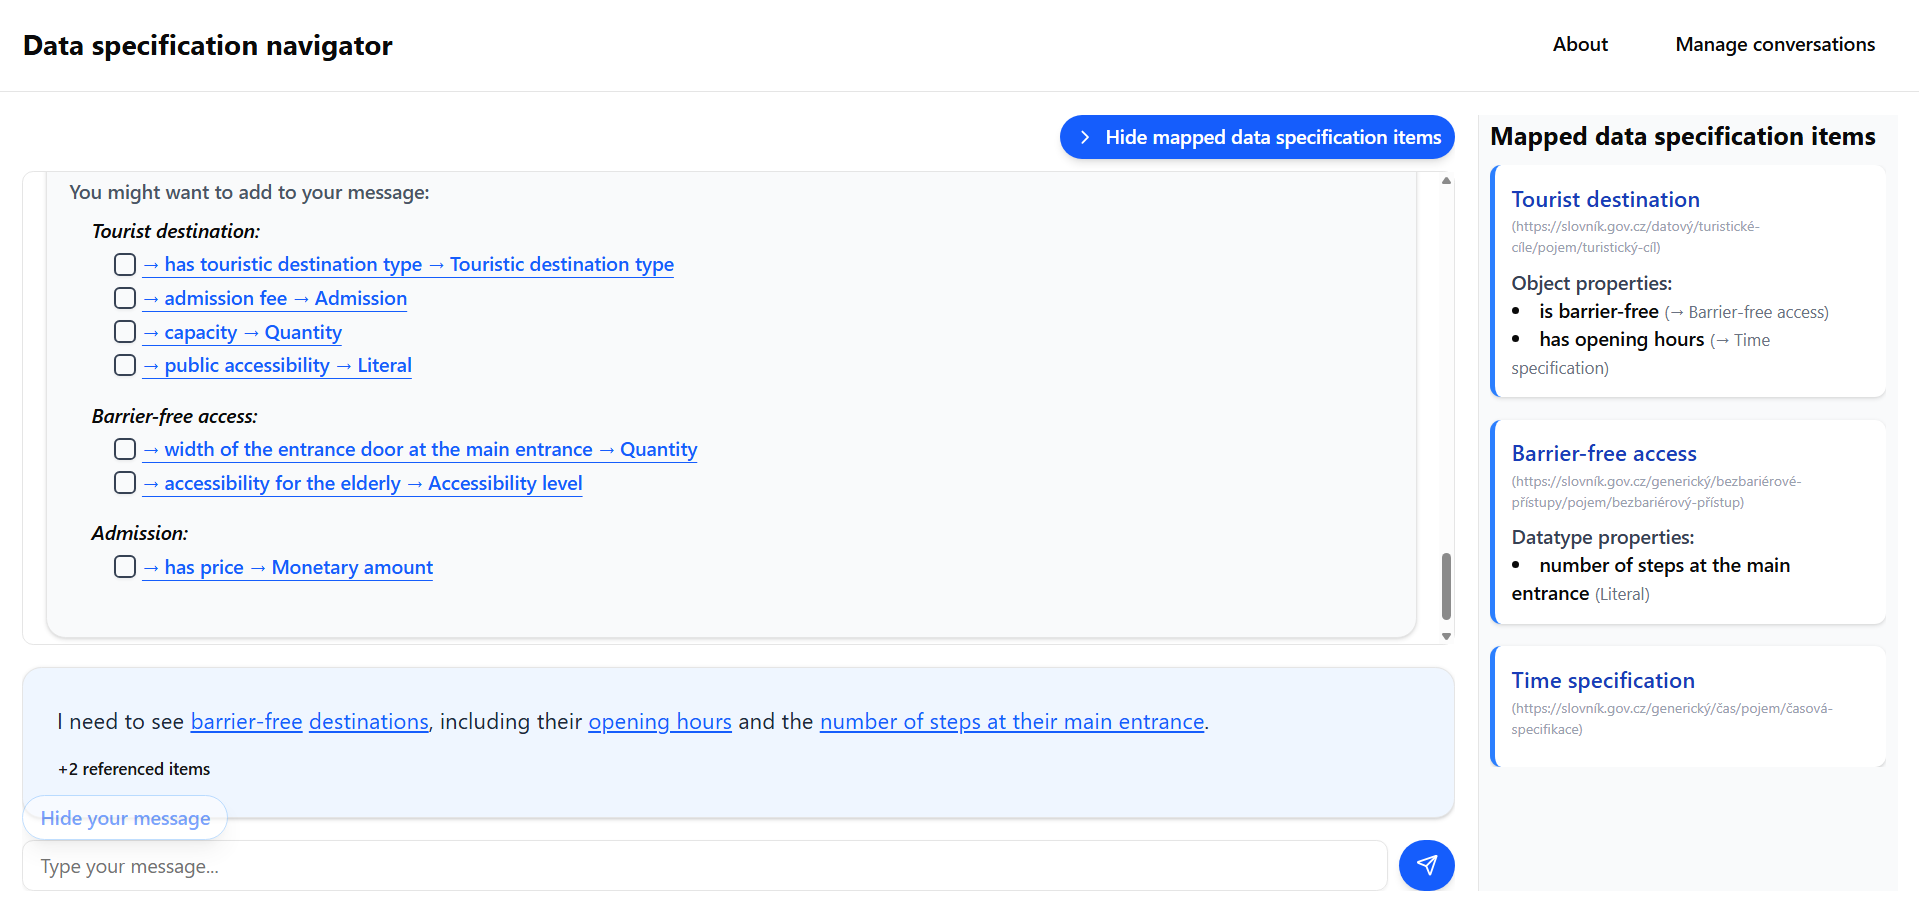 Data specification navigator
About
Manage conversations
Hide mapped data specification items
You might want to add to your message:
Tourist destination:
→ has touristic destination type → Touristic destination type
→ admission fee → Admission
→ capacity → Quantity
→ public accessibility → Literal
Barrier-free access:
→ width of the entrance door at the main entrance → Quantity
→ accessibility for the elderly → Accessibility level
Admission:
→ has price → Monetary amount
I need to see barrier-free destinations, including their opening hours and the number of steps at their main entrance.
+2 referenced items
Hide your message
Type your message...
Mapped data specification items
Tourist destination
(https://slovník.gov.cz/datový/turistické-
cíle/pojem/turistický-cíl)
Object properties:
• is barrier-free (→ Barrier-free access)
• has opening hours (→ Time
specification)
Barrier-free access
(https://slovník.gov.cz/generický/bezbariérové-
přístupy/pojem/bezbariérový-přístup)
Datatype properties:
• number of steps at the main
entrance (Literal)
Time specification
(https://slovník.gov.cz/generický/čas/pojem/časová-
specifikace)